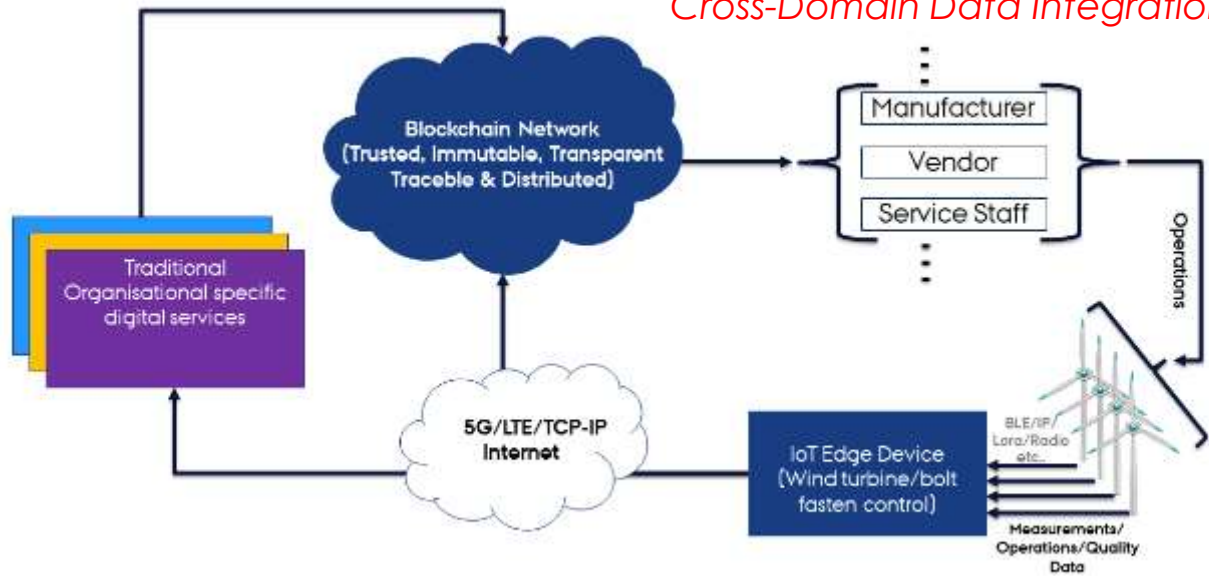 Cross-Domain Data Integration
Blockchain Network
(Trusted, Immutable, Transparent
Traceble & Distributed)
Manufacturer
Vendor
Service Staff
Operations
Traditional
Organisational specific
digital services
5G/LTE/TCP-IP
Internet
IoT Edge Device
(Wind turbine/bolt
fasten control)
BLE/IP/
Lora/Radio
etc..
Measurements/
Operations/Quality
Data